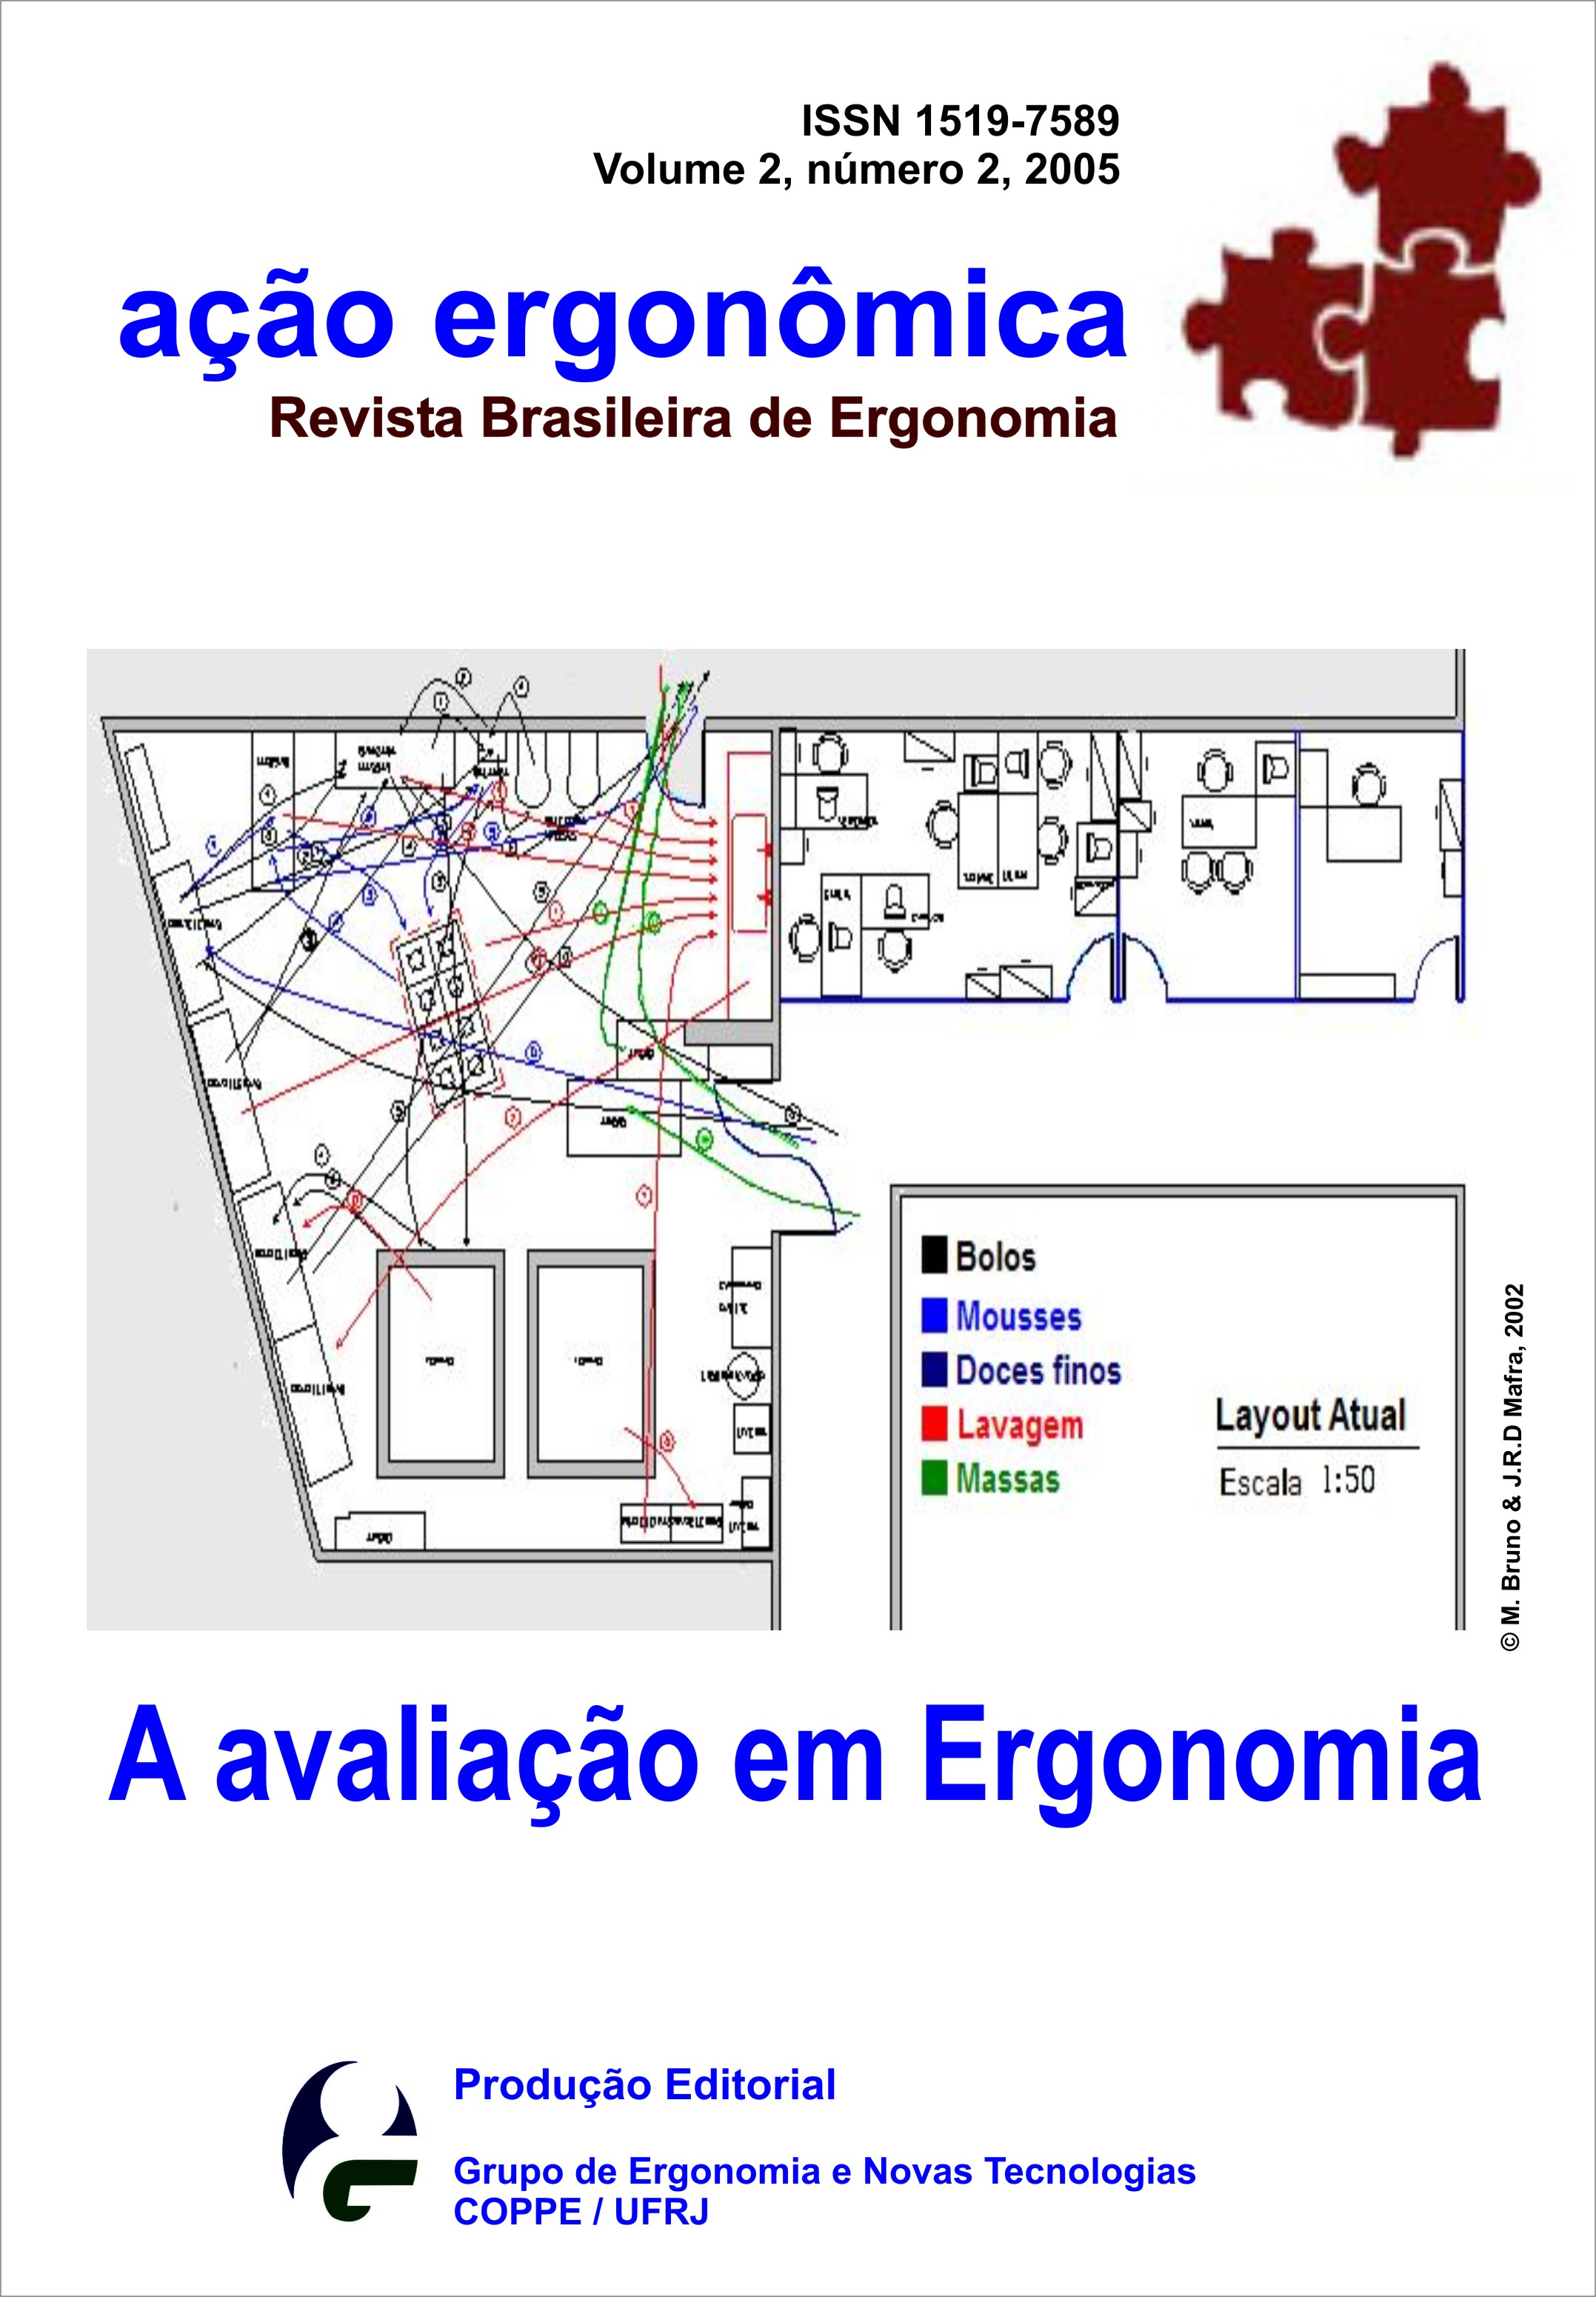 ISSN 1519-7589
Volume 2, número 2, 2005
ação ergonômica
Revista Brasileira de Ergonomia
Bolos
Mousses
Doces finos
Lavagem
Massas
Layout Atual
Escala 1:50
© M. Bruno & J.R.D Mafra, 2002
A avaliação em Ergonomia
Produção Editorial
Grupo de Ergonomia e Novas Tecnologias
COPPE / UFRJ